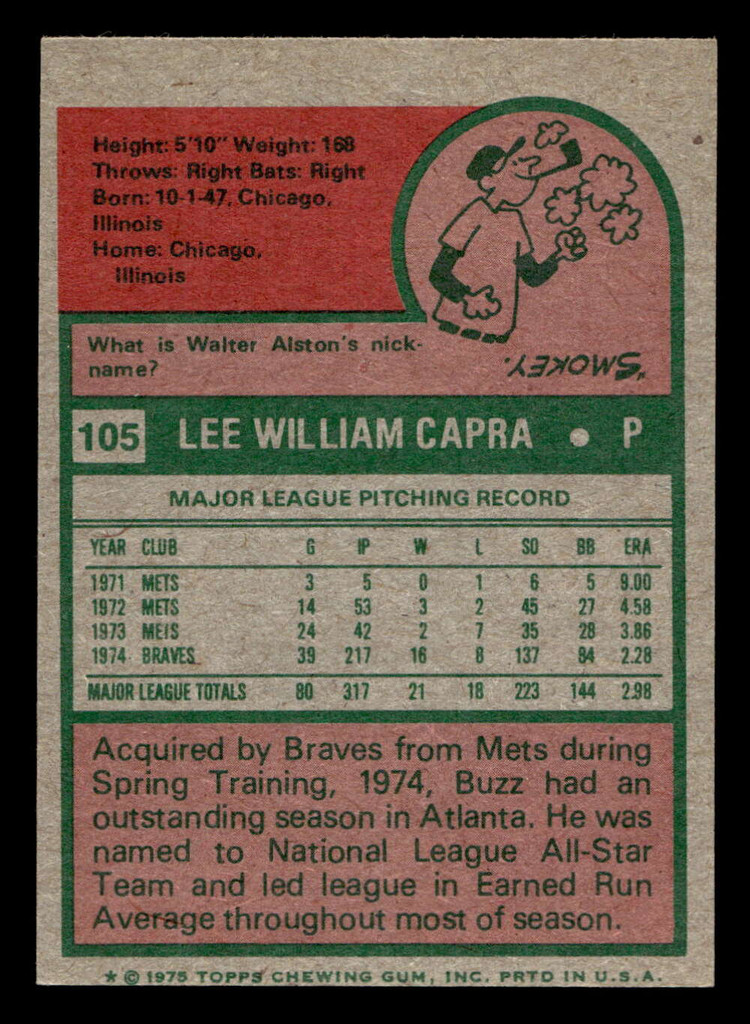 Height: 5'10" Weight: 168
Throws: Right Bats: Right
Born: 10-1-47, Chicago,
Illinois
Home: Chicago,
Illinois
What is Walter Alston's nick-
name?
"SMOKEY.
105 LEE WILLIAM CAPRA • P
MAJOR LEAGUE PITCHING RECORD
YEAR CLUB G IP W L SO BB ERA
1971 METS 3 5 0 1 6 5 9.00
1972 METS 14 53 3 2 45 27 4.58
1973 METS 24 42 2 7 35 28 3.86
1974 BRAVES 39 217 16 8 137 84 2.28
MAJOR LEAGUE TOTALS 80 317 21 18 223 144 2.98
Acquired by Braves from Mets during
Spring Training, 1974, Buzz had an
outstanding season in Atlanta. He was
named to National League All-Star
Team and led league in Earned Run
Average throughout most of season.
★ © 1975 TOPPS CHEWING GUM, INC. PRTD IN U.S.A.